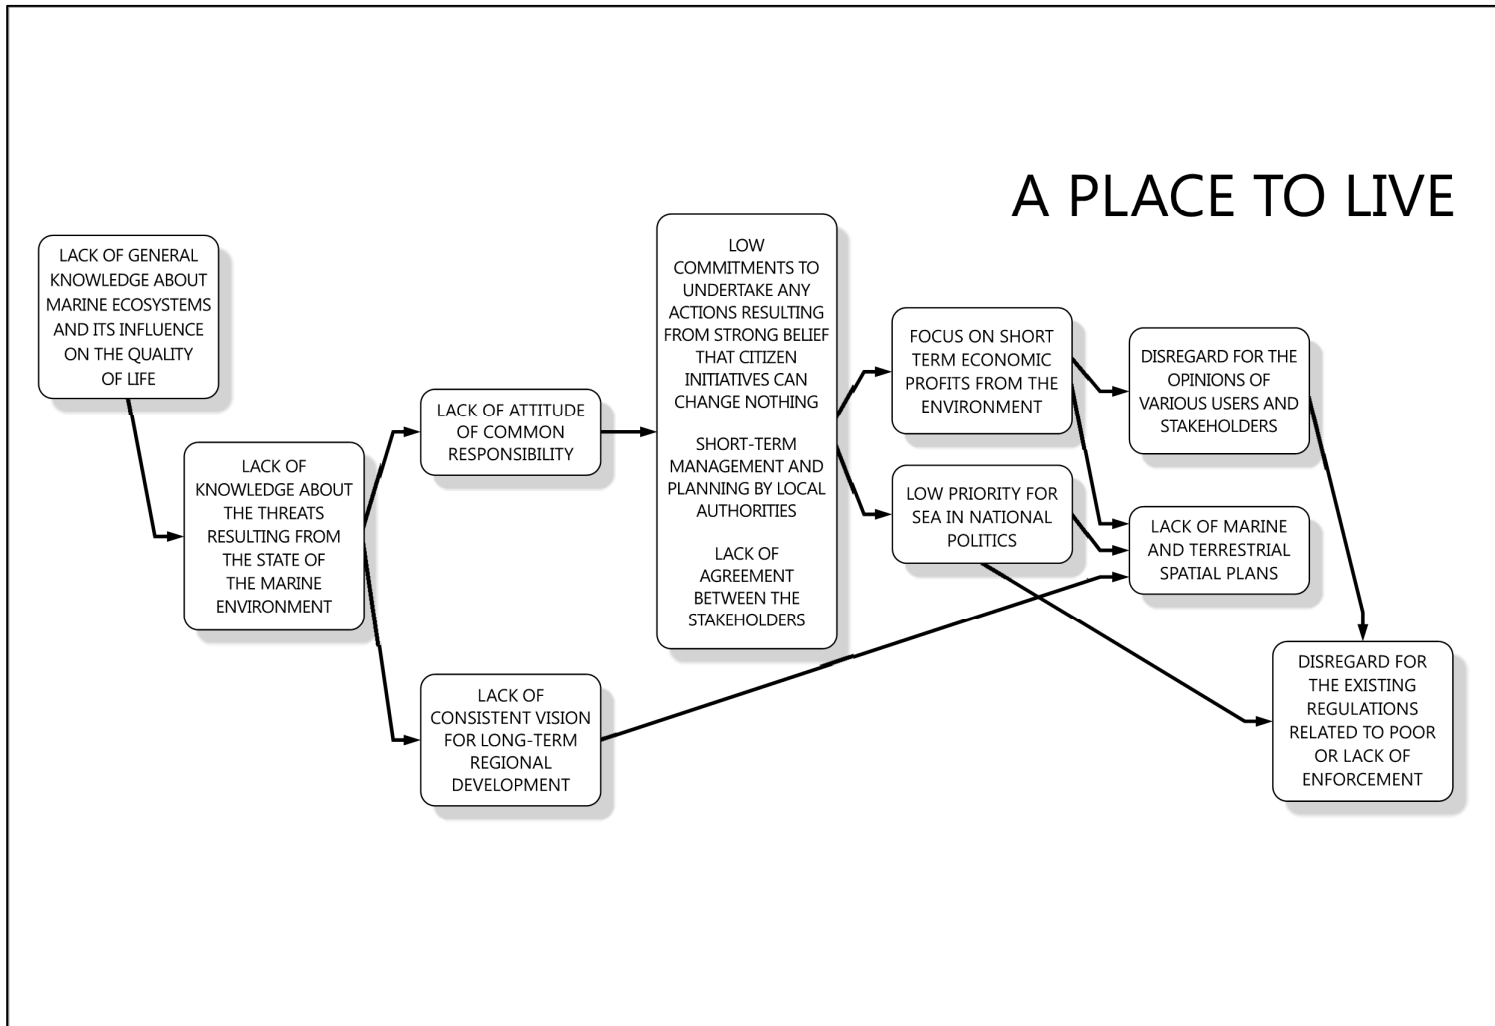 A PLACE TO LIVE
LACK OF GENERAL
KNOWLEDGE ABOUT
MARINE ECOSYSTEMS
AND ITS INFLUENCE
ON THE QUALITY
OF LIFE
LACK OF
KNOWLEDGE ABOUT
THE THREATS
RESULTING FROM
THE STATE OF
THE MARINE
ENVIRONMENT
LACK OF ATTITUDE
OF COMMON
RESPONSIBILITY
LACK OF
CONSISTENT VISION
FOR LONG-TERM
REGIONAL
DEVELOPMENT
LOW
COMMITMENTS TO
UNDERTAKE ANY
ACTIONS RESULTING
FROM STRONG BELIEF
THAT CITIZEN
INITIATIVES CAN
CHANGE NOTHING
SHORT-TERM
MANAGEMENT AND
PLANNING BY LOCAL
AUTHORITIES
LACK OF
AGREEMENT
BETWEEN THE
STAKEHOLDERS
FOCUS ON SHORT
TERM ECONOMIC
PROFITS FROM THE
ENVIRONMENT
LOW PRIORITY FOR
SEA IN NATIONAL
POLITICS
DISREGARD FOR THE
OPINIONS OF
VARIOUS USERS AND
STAKEHOLDERS
LACK OF MARINE
AND TERRESTRIAL
SPATIAL PLANS
DISREGARD FOR
THE EXISTING
REGULATIONS
RELATED TO POOR
OR LACK OF
ENFORCEMENT